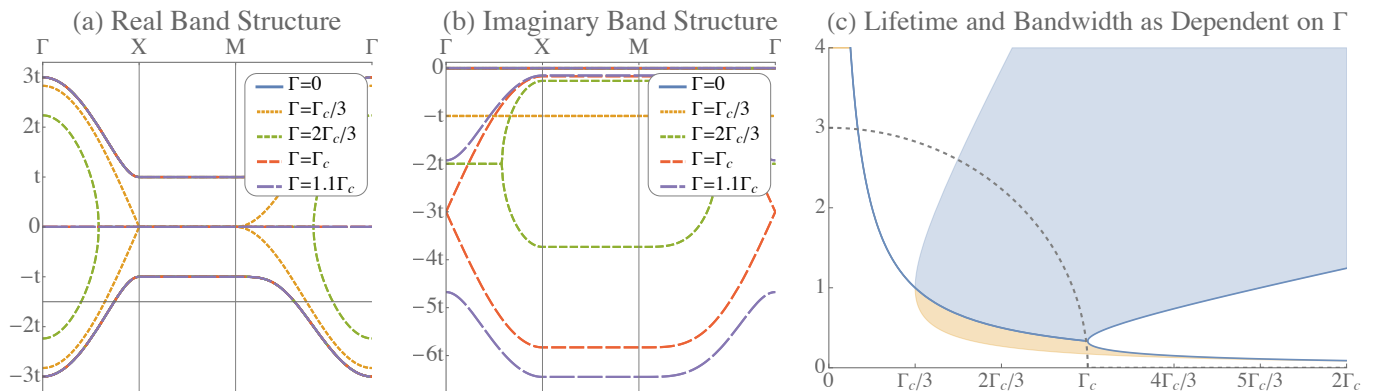 (a) Real Band Structure
Γ X M Γ
3t
2t
t
0
-t
-2t
-3t
Γ=0
Γ=Γc/3
Γ=2Γc/3
Γ=Γc
Γ=1.1Γc
(b) Imaginary Band Structure
Γ X M Γ
0
-t
-2t
-3t
-4t
-5t
-6t
Γ=0
Γ=Γc/3
Γ=2Γc/3
Γ=Γc
Γ=1.1Γc
(c) Lifetime and Bandwidth as Dependent on Γ
4
3
2
1
0
0 Γc/3 2Γc/3 Γc 4Γc/3 5Γc/3 2Γc